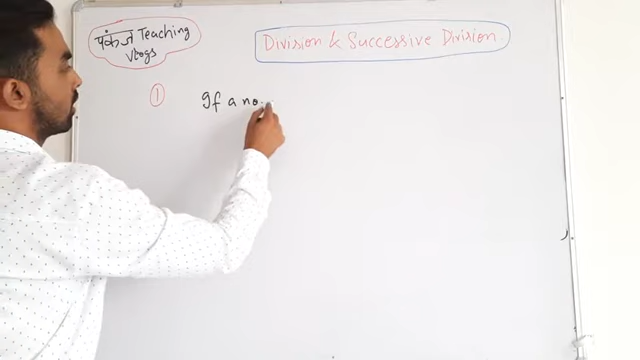 पंकज Teaching
Vlogs
Division & Successive Division
① If a no.